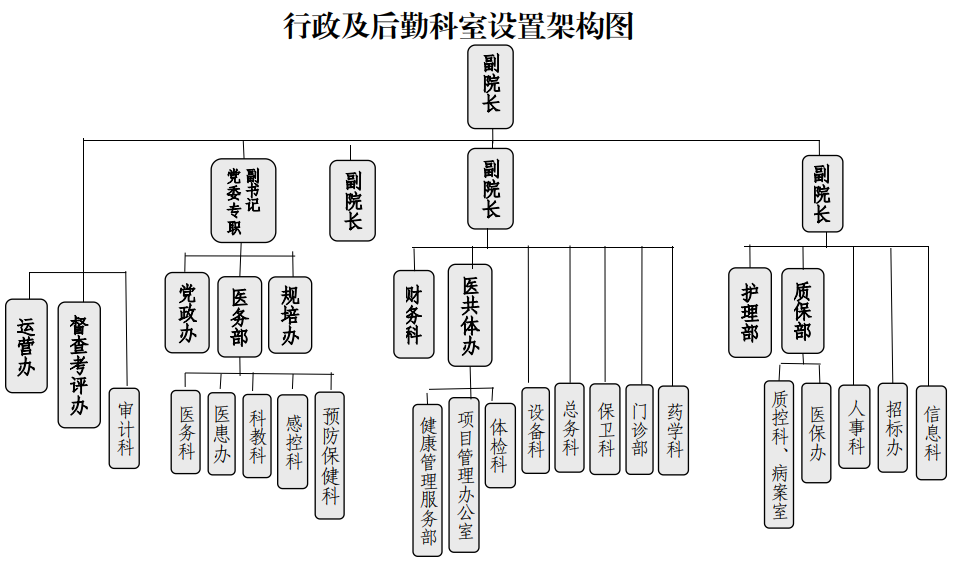 行政及后勤科室设置架构图
副院长
党委专职
副书记
副院长
副院长
副院长
党政办
医务部
规培办
财务科
医共体办
护理部
质保部
运营办
督查考评办
审计科
医务科
医患办
科教科
感控科
预防保健科
健康管理服务部
项目管理办公室
体检科
设备科
总务科
保卫科
门诊部
药学科
质控科、病案室
医保办
人事科
招标办
信息科